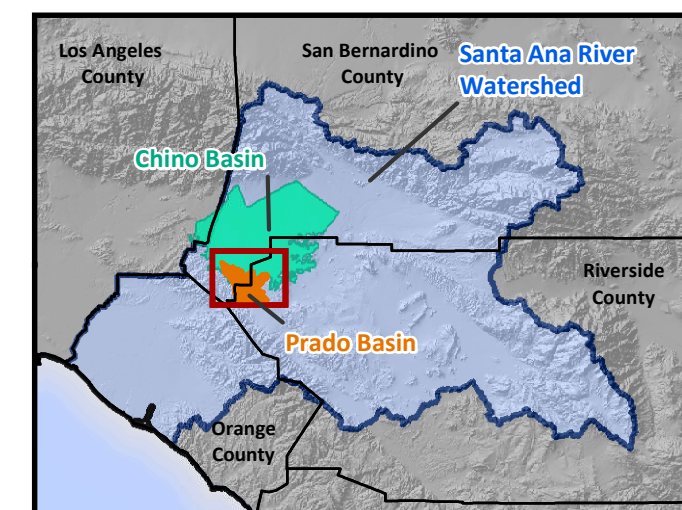 Los Angeles
County
San Bernardino
County
Santa Ana River
Watershed
Chino Basin
Riverside
County
Prado Basin
Orange
County